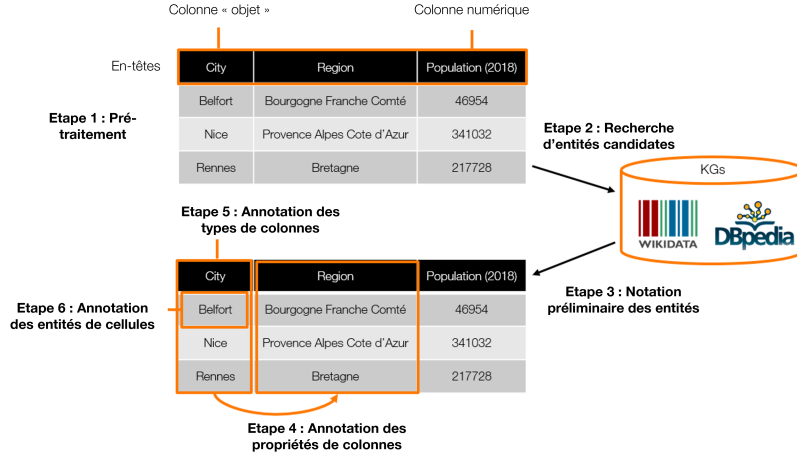 Colonne « objet »
Colonne numérique
En-têtes
City Region Population (2018)
Belfort Bourgogne Franche Comté 46954
Nice Provence Alpes Cote d'Azur 341032
Rennes Bretagne 217728
Etape 1 : Pré-
traitement
Etape 2 : Recherche
d'entités candidates
KGs
WIKIDATA
DBpedia
Etape 3 : Notation
préliminaire des entités
Etape 5 : Annotation des
types de colonnes
City Region Population (2018)
Belfort Bourgogne Franche Comté 46954
Nice Provence Alpes Cote d'Azur 341032
Rennes Bretagne 217728
Etape 6 : Annotation
des entités de cellules
Etape 4 : Annotation des
propriétés de colonnes